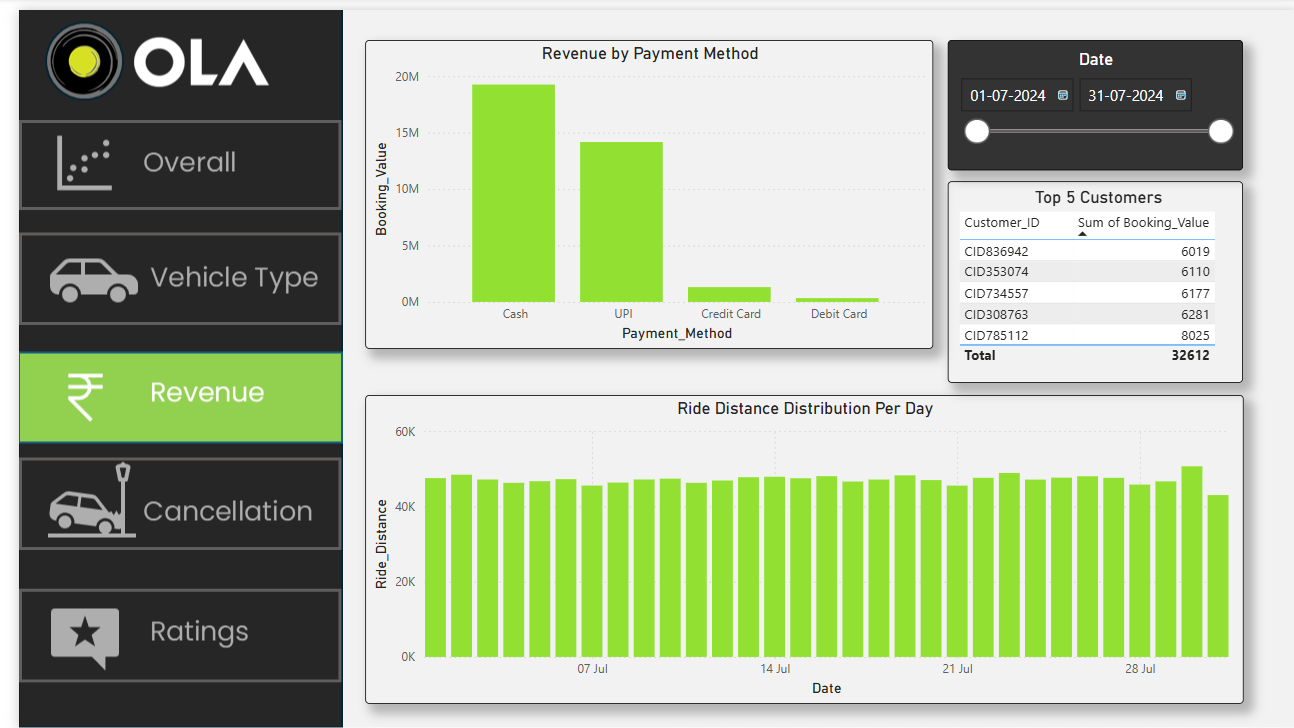 OLA
Overall
Vehicle Type
Revenue
Cancellation
Ratings
Revenue by Payment Method
20M
15M
10M
5M
0M
Booking_Value
Cash UPI Credit Card Debit Card
Payment_Method
Date
01-07-2024 31-07-2024
Top 5 Customers
Customer_ID Sum of Booking_Value
CID836942 6019
CID353074 6110
CID734557 6177
CID308763 6281
CID785112 8025
Total 32612
Ride Distance Distribution Per Day
60K
40K
20K
0K
Ride_Distance
07 Jul 14 Jul 21 Jul 28 Jul
Date